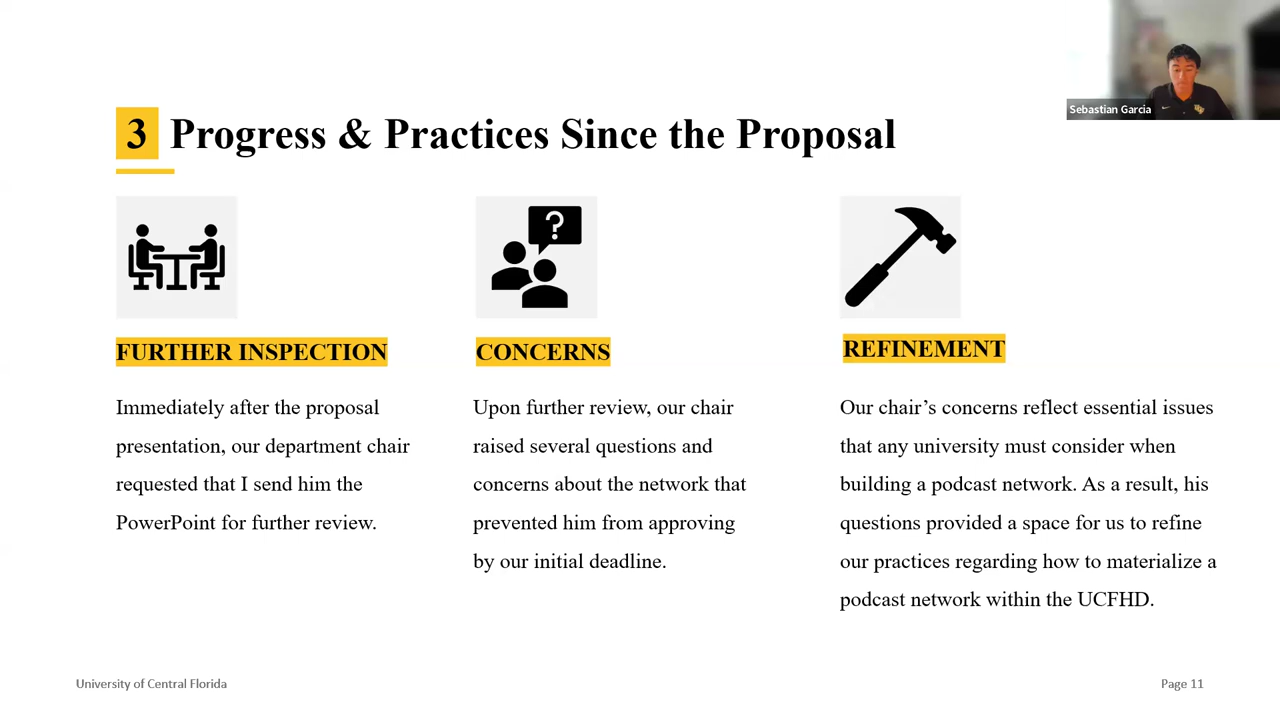 Sebastian Garcia
3 Progress & Practices Since the Proposal
?
FURTHER INSPECTION
Immediately after the proposal
presentation, our department chair
requested that I send him the
PowerPoint for further review.
CONCERNS
Upon further review, our chair
raised several questions and
concerns about the network that
prevented him from approving
by our initial deadline.
REFINEMENT
Our chair’s concerns reflect essential issues
that any university must consider when
building a podcast network. As a result, his
questions provided a space for us to refine
our practices regarding how to materialize a
podcast network within the UCFHD.
University of Central Florida
Page 11